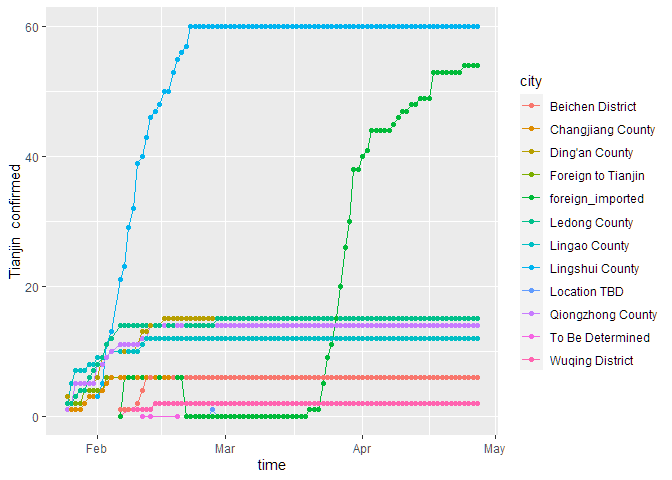 60
40
20
0
Tianjin confirmed
Feb
Mar
Apr
May
time
city
Beichen District
Changjiang County
Ding'an County
Foreign to Tianjin
foreign_imported
Ledong County
Lingao County
Lingshui County
Location TBD
Qiongzhong County
To Be Determined
Wuqing District